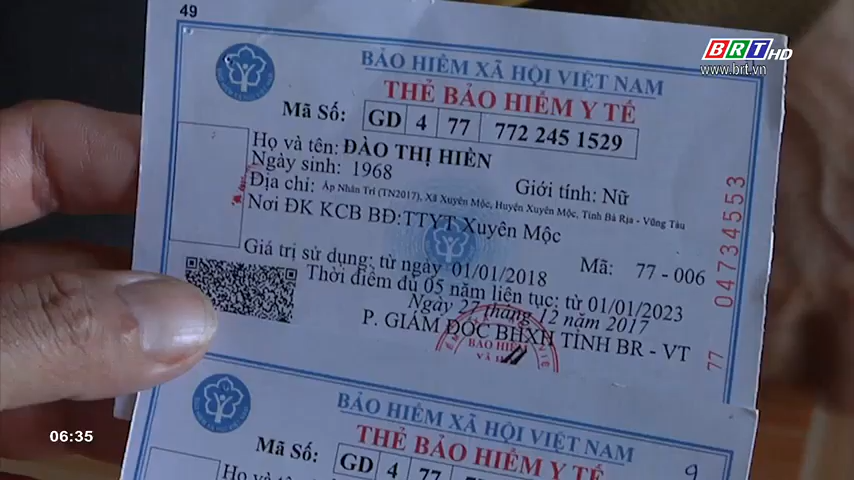 49
BRT HD
www.brt.vn
BẢO HIỂM XÃ HỘI VIỆT NAM
THẺ BẢO HIỂM Y TẾ
Mã Số: GD 4 77 772 245 1529
Họ và tên: ĐÀO THỊ HIỀN
Ngày sinh: 1968
Giới tính: Nữ
Địa chỉ: Ấp Nhân Trí (TN2017), Xã Xuyên Mộc, Huyện Xuyên Mộc, Tỉnh Bà Rịa - Vũng Tàu
Nơi ĐK KCB BĐ:TTYT Xuyên Mộc
Mã: 77 - 006
Giá trị sử dụng: từ ngày 01/01/2018
Thời điểm đủ 05 năm liên tục: từ 01/01/2023
Ngày 27 tháng 12 năm 2017
P. GIÁM ĐỐC BHXH TỈNH BR - VT
BẢO HIỂM
77 04734553
06:35
BẢO HIỂM XÃ HỘI VIỆT NAM
THẺ BẢO HIỂM Y TẾ
9
Mã Số: GD 4 77
Họ và tên: